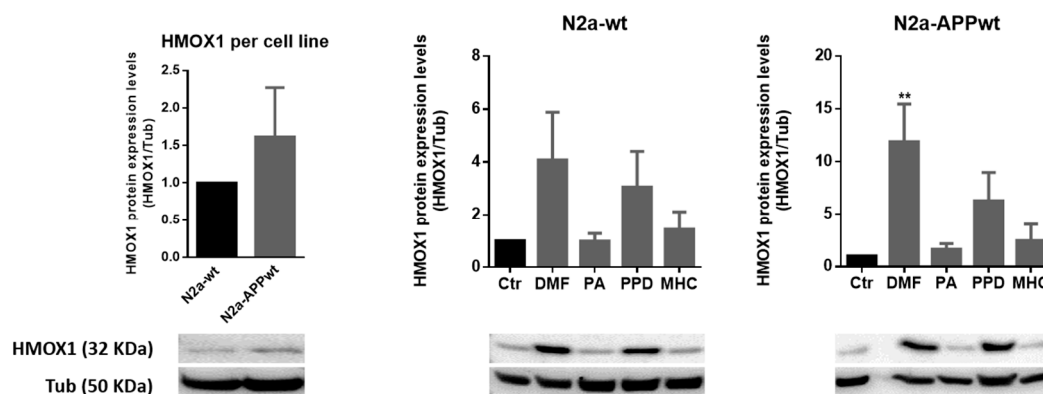 HMOX1 per cell line
HMOX1 protein expression levels
(HMOX1/Tub)
2.5
2.0
1.5
1.0
0.5
0.0
N2a-wt
N2a-APPwt
N2a-wt
HMOX1 protein expression levels
(HMOX1/Tub)
8
6
4
2
0
Ctr DMF PA PPD MHC
N2a-APPwt
HMOX1 protein expression levels
(HMOX1/Tub)
20
15
10
5
0
**
Ctr DMF PA PPD MHC
HMOX1 (32 KDa)
Tub (50 KDa)